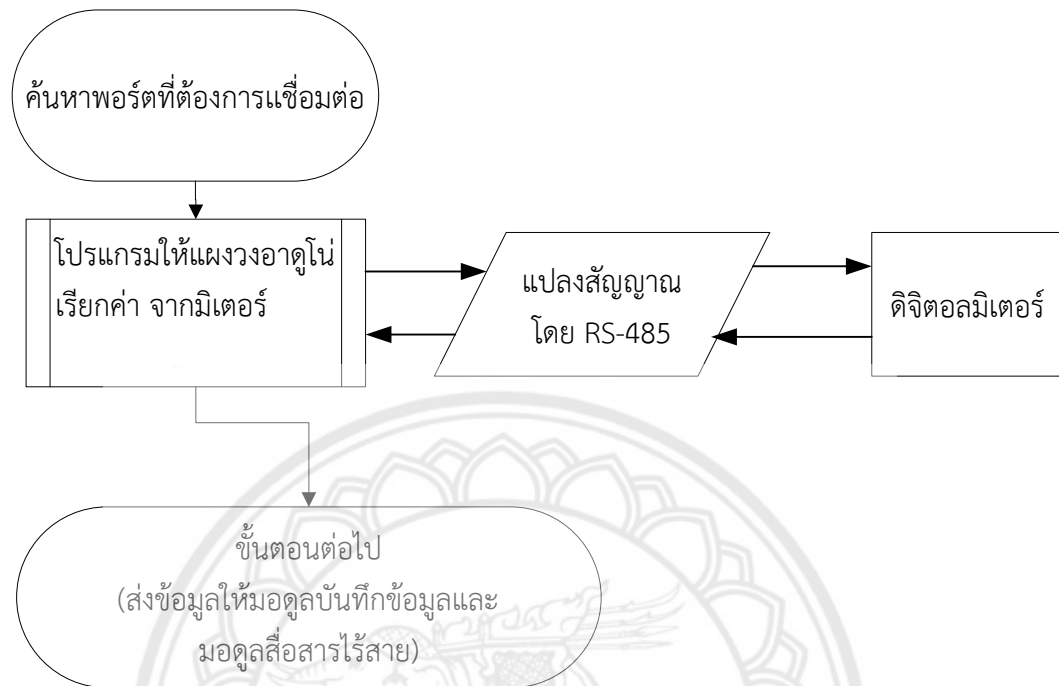 ค้นหาพอร์ตที่ต้องการแชื่อมต่อ
โปรแกรมให้แผงวงอาดูโน่
เรียกค่า จากมิเตอร์
แปลงสัญญาณ
โดย RS-485
ดิจิตอลมิเตอร์
ขั้นตอนต่อไป
(ส่งข้อมูลให้มอดูลบันทึกข้อมูลและ
มอดูลสื่อสารไร้สาย)